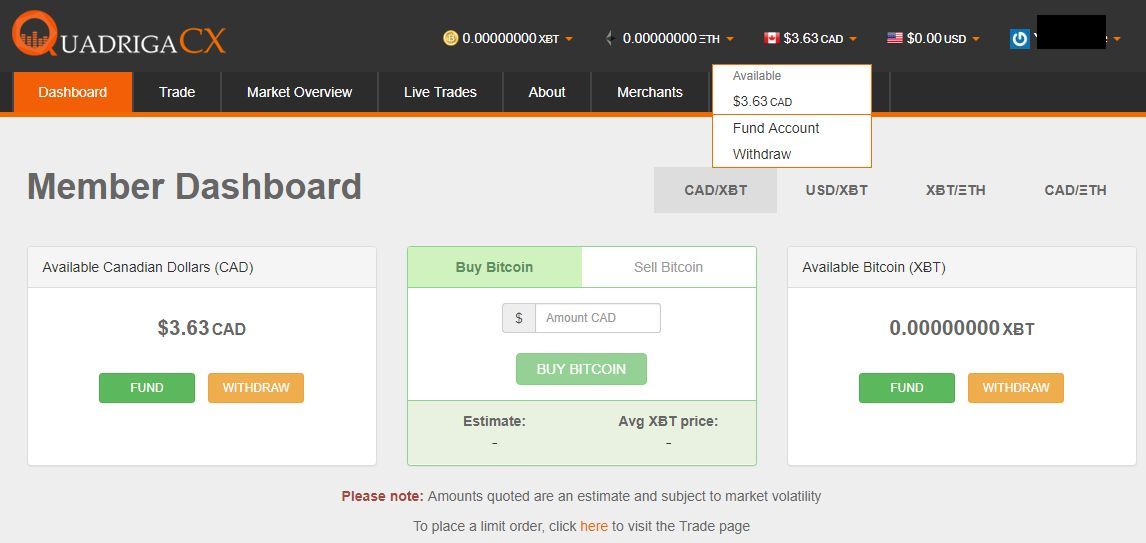 QUADRIGACX
0.00000000 XBT
0.00000000 ΞTH
$3.63 CAD
$0.00 USD
Dashboard
Trade
Market Overview
Live Trades
About
Merchants
Available
$3.63 CAD
Fund Account
Withdraw
Member Dashboard
CAD/XBT
USD/XBT
XBT/ΞTH
CAD/ΞTH
Available Canadian Dollars (CAD)
$3.63 CAD
FUND
WITHDRAW
Buy Bitcoin
Sell Bitcoin
$
Amount CAD
BUY BITCOIN
Estimate:
-
Avg XBT price:
-
Available Bitcoin (XBT)
0.00000000 XBT
FUND
WITHDRAW
Please note: Amounts quoted are an estimate and subject to market volatility
To place a limit order, click here to visit the Trade page